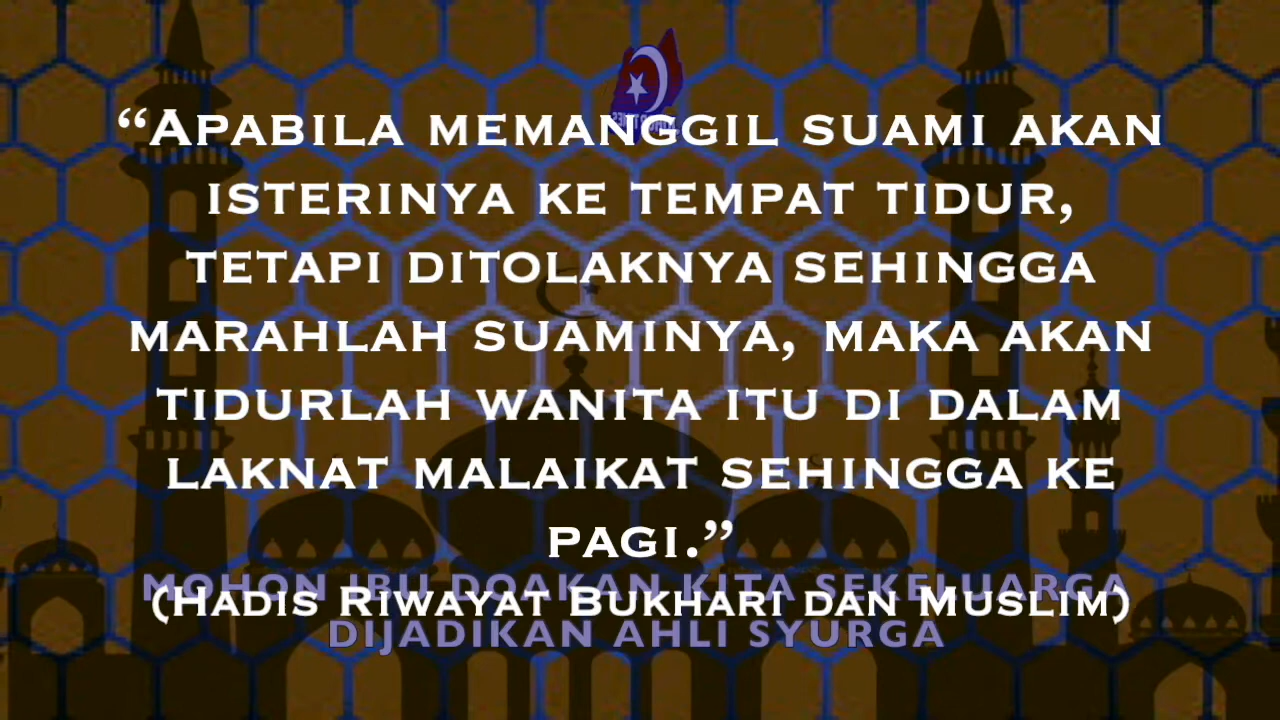 “APABILA MEMANGGIL SUAMI AKAN
ISTERINYA KE TEMPAT TIDUR,
TETAPI DITOLAKNYA SEHINGGA
MARAHLAH SUAMINYA, MAKA AKAN
TIDURLAH WANITA ITU DI DALAM
LAKNAT MALAIKAT SEHINGGA KE
PAGI.”
MOHON IBU DOAKAN KITA SEKELUARGA
(HADIS RIWAYAT BUKHARI DAN MUSLIM)
DIJADIKAN AHLI SYURGA